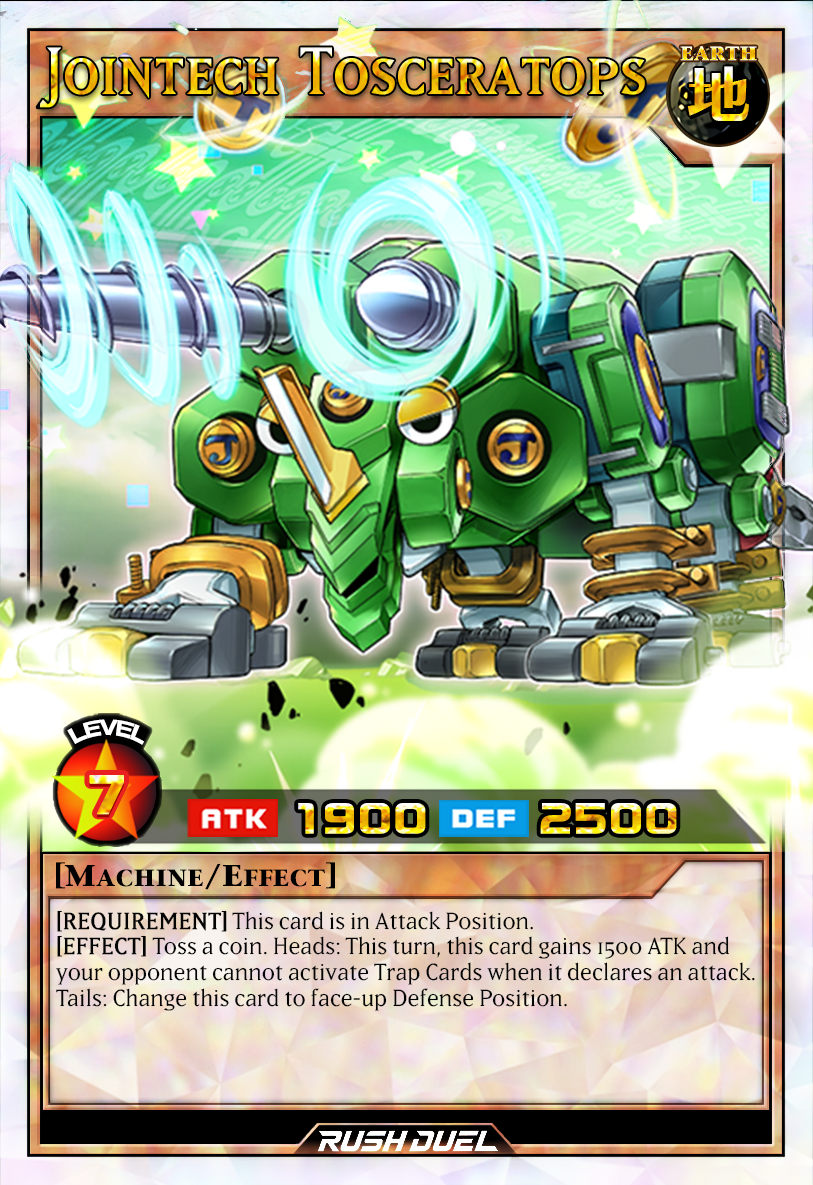 Jointech Tosceratops
EARTH
地
J
J
J
J
LEVEL
7
ATK 1900 DEF 2500
[Machine/Effect]
[REQUIREMENT] This card is in Attack Position.
[EFFECT] Toss a coin. Heads: This turn, this card gains 1500 ATK and
your opponent cannot activate Trap Cards when it declares an attack.
Tails: Change this card to face-up Defense Position.
RUSH DUEL